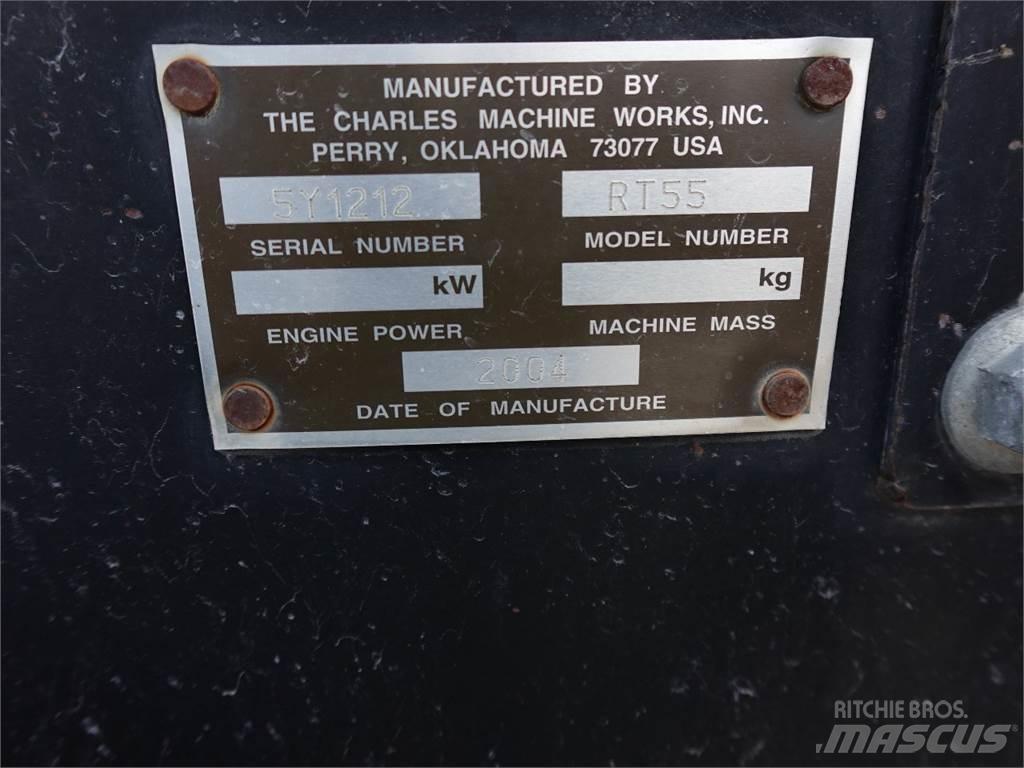 MANUFACTURED BY
THE CHARLES MACHINE WORKS, INC.
PERRY, OKLAHOMA 73077 USA
5Y1212 RT55
SERIAL NUMBER MODEL NUMBER
kW kg
ENGINE POWER MACHINE MASS
2004
DATE OF MANUFACTURE
RITCHIE BROS.
MASCUS